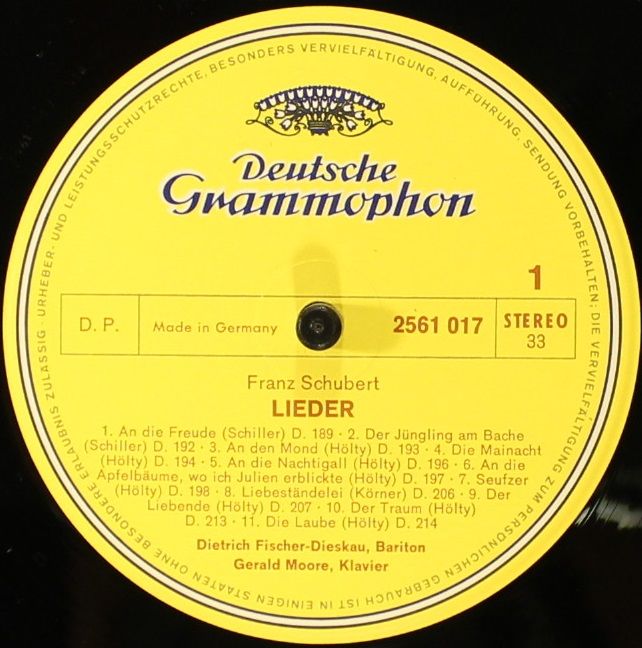 Deutsche
Grammophon
1
D. P.
Made in Germany
2561 017
STEREO
33
Franz Schubert
LIEDER
1. An die Freude (Schiller) D. 189 · 2. Der Jüngling am Bache
(Schiller) D. 192 · 3. An den Mond (Hölty) D. 193 · 4. Die Mainacht
(Hölty) D. 194 · 5. An die Nachtigall (Hölty) D. 196 · 6. An die
Apfelbäume, wo ich Julien erblickte (Hölty) D. 197 · 7. Seufzer
(Hölty) D. 198 · 8. Liebeständelei (Körner) D. 206 · 9. Der
Liebende (Hölty) D. 207 · 10. Der Traum (Hölty)
D. 213 · 11. Die Laube (Hölty) D. 214
Dietrich Fischer-Dieskau, Bariton
Gerald Moore, Klavier
URHEBER- UND LEISTUNGSSCHUTZRECHTE, BESONDERS VERVIELFÄLTIGUNG, AUFFÜHRUNG, SENDUNG VORBEHALTEN; DIE VERVIELFÄLTIGUNG ZUM PERSÖNLICHEN GEBRAUCH IST IN EINIGEN STAATEN OHNE BESONDERE ERLAUBNIS ZULÄSSIG ·